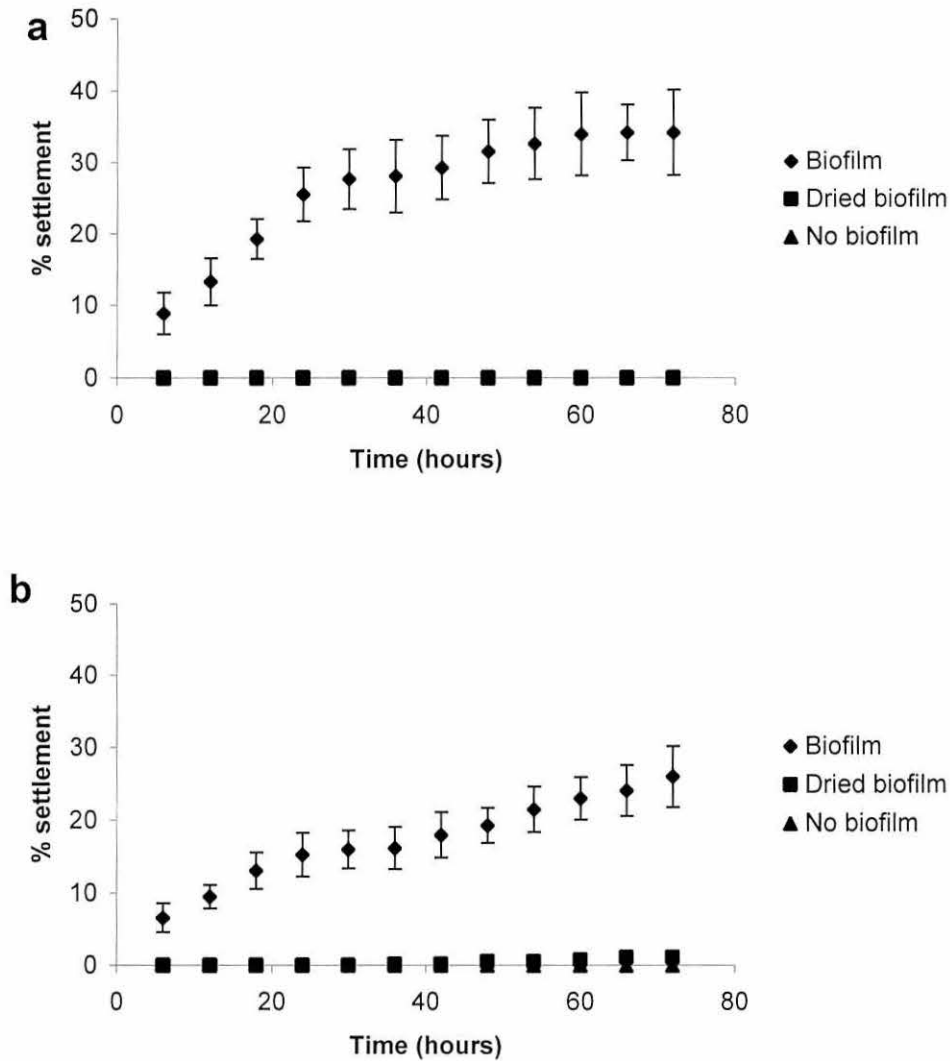 a
50
40
30
20
10
0
% settlement
0 20 40 60 80
Time (hours)
Biofilm
Dried biofilm
No biofilm
b
50
40
30
20
10
0
% settlement
0 20 40 60 80
Time (hours)
Biofilm
Dried biofilm
No biofilm